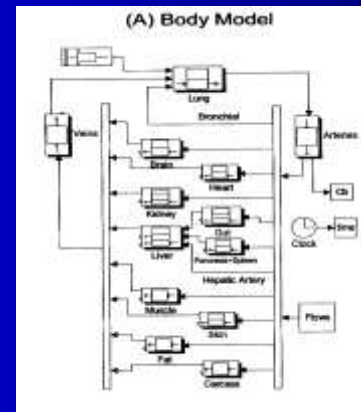 (A) Body Model
Lung
Bronchial
Veins
Arteries
Brain
Heart
Cb
Kidney
Gut
time
Clock
Liver
Pancreas+Spleen
Hepatic Artery
Muscle
Flows
Skin
Fat
Carcass